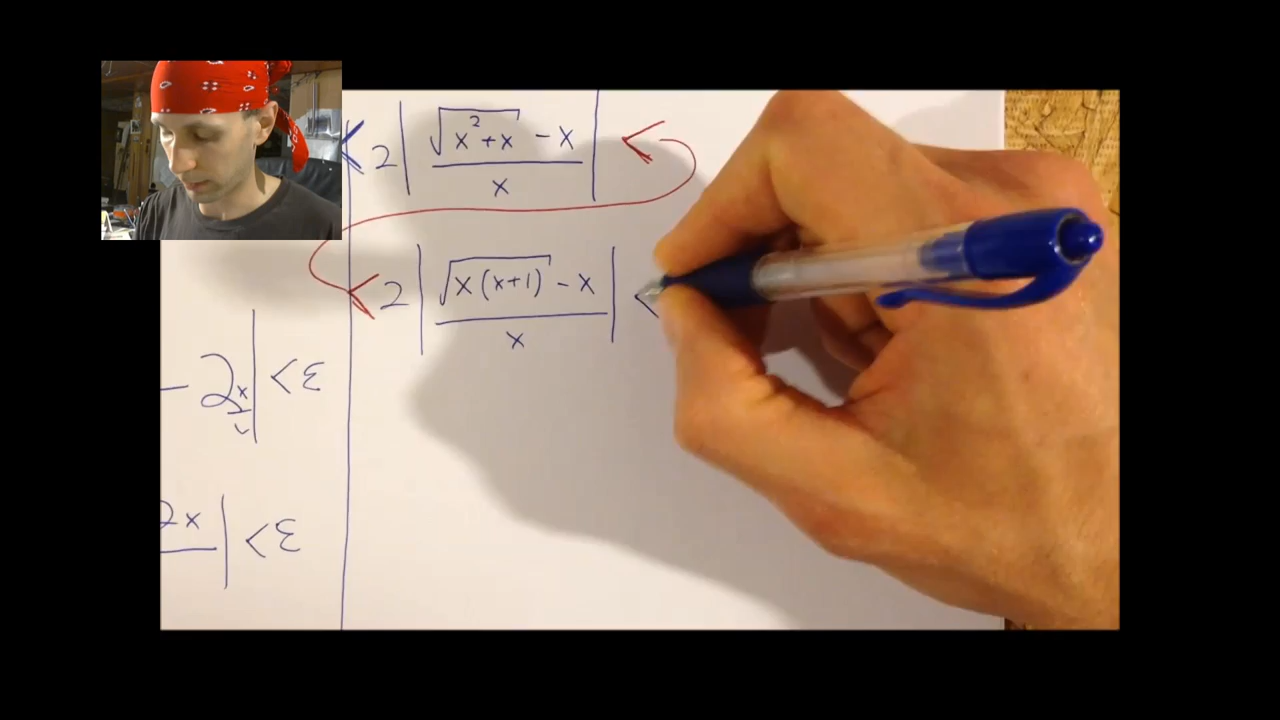 < 2 | (√(x² + x) − x) / x | <
< 2 | (√(x(x+1)) − x) / x | <
− 2x | < ε
2x | < ε